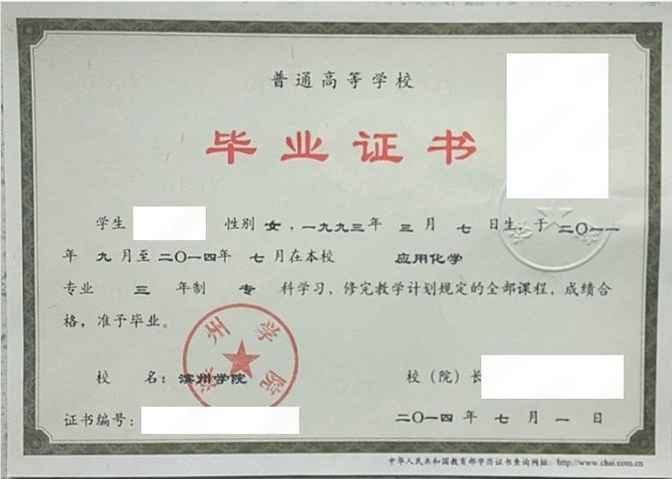 普通高等学校
毕业证书
学生 性别 女，一九九三年 三 月 七 日生，于 二〇一一
年 九 月至 二〇一四年 七 月在本校 应用化学
专业 三 年制 专 科学习，修完教学计划规定的全部课程，成绩合
格，准予毕业。
滨州学院
校 名：滨州学院 校（院）长
证书编号：
二〇一四 年 七 月 一 日
中华人民共和国教育部学历证书查询网址：http://www.chsi.com.cn